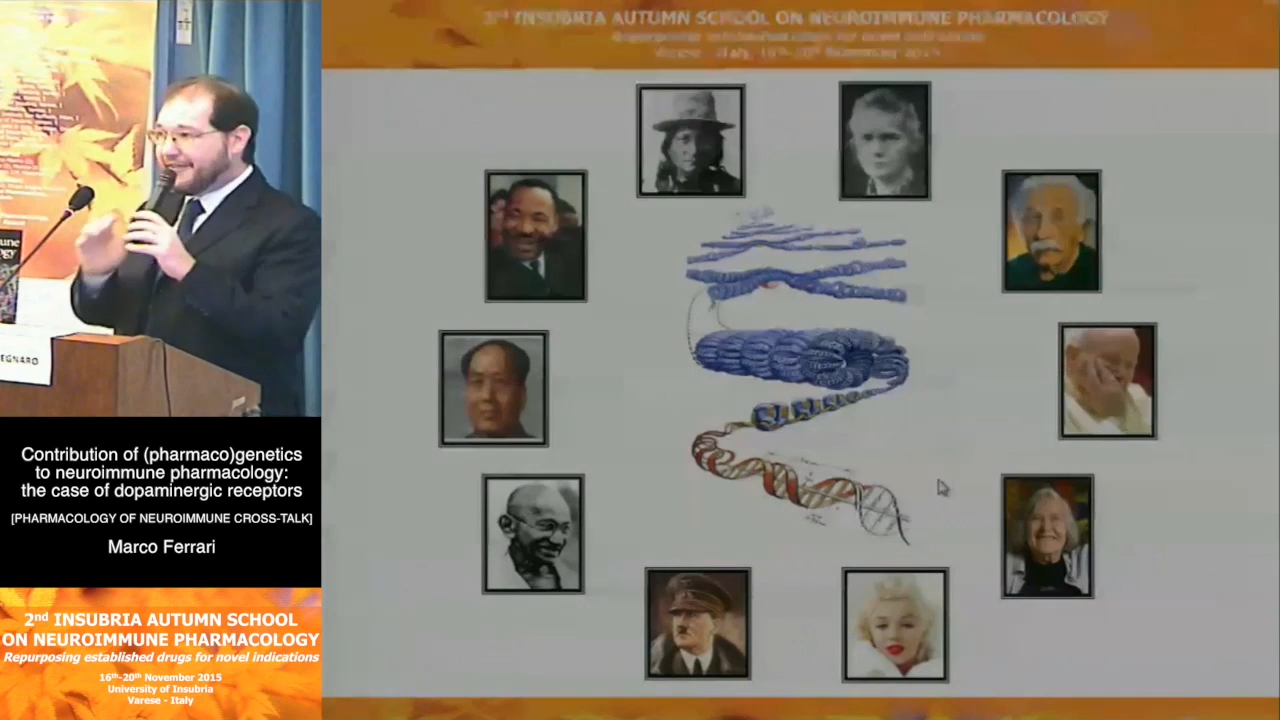 2nd INSUBRIA AUTUMN SCHOOL ON NEUROIMMUNE PHARMACOLOGY
EGNARO
Contribution of (pharmaco)genetics
to neuroimmune pharmacology:
the case of dopaminergic receptors
[PHARMACOLOGY OF NEUROIMMUNE CROSS-TALK]
Marco Ferrari
2nd INSUBRIA AUTUMN SCHOOL
ON NEUROIMMUNE PHARMACOLOGY
Repurposing established drugs for novel indications
16th-20th November 2015
University of Insubria
Varese - Italy